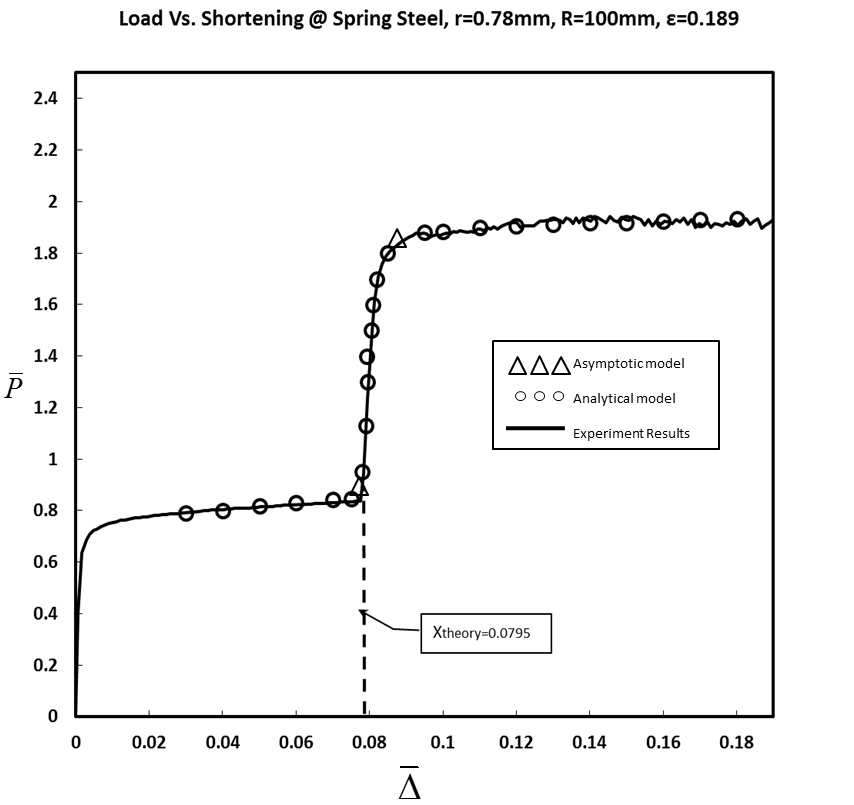 Load Vs. Shortening @ Spring Steel, r=0.78mm, R=100mm, ε=0.189
2.4
2.2
2
1.8
1.6
1.4
P̅
1.2
1
0.8
0.6
0.4
0.2
0
Asymptotic model
Analytical model
Experiment Results
Xtheory=0.0795
0 0.02 0.04 0.06 0.08 0.1 0.12 0.14 0.16 0.18
Δ̅